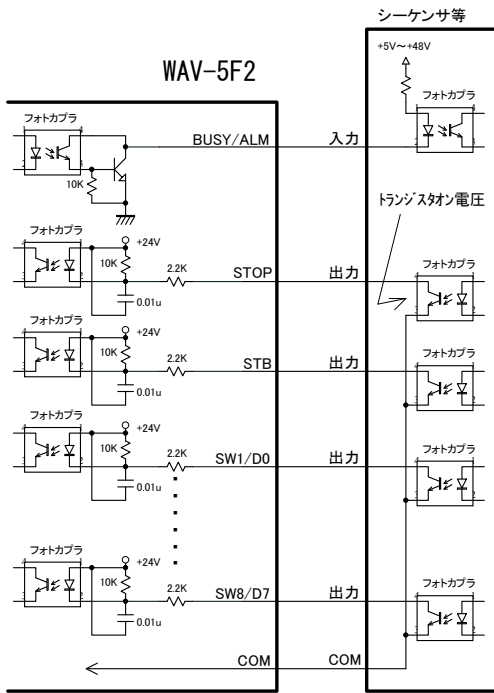 シーケンサ等
+5V～+48V
WAV-5F2
フォトカプラ
フォトカプラ
BUSY/ALM
入力
10K
トランジスタオン電圧
フォトカプラ
+24V
10K
2.2K
STOP
出力
フォトカプラ
0.01u
フォトカプラ
+24V
10K
2.2K
STB
出力
フォトカプラ
0.01u
フォトカプラ
+24V
10K
2.2K
SW1/D0
出力
フォトカプラ
0.01u
フォトカプラ
+24V
10K
2.2K
SW8/D7
出力
フォトカプラ
0.01u
COM
COM